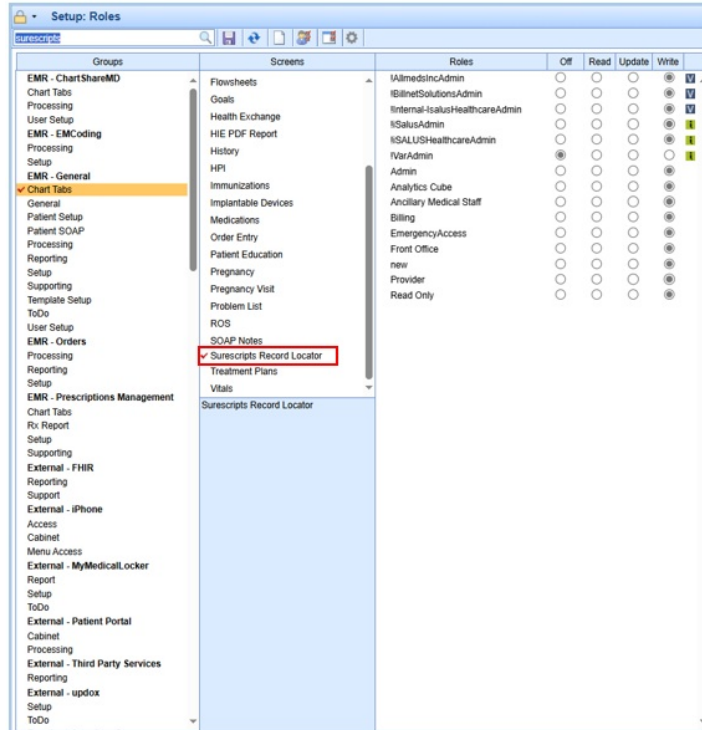 Setup: Roles
surescripts
Groups
EMR - ChartShareMD
Chart Tabs
Processing
User Setup
EMR - EMCoding
Processing
Setup
EMR - General
Chart Tabs
General
Patient Setup
Patient SOAP
Processing
Reporting
Setup
Supporting
Template Setup
ToDo
User Setup
EMR - Orders
Processing
Reporting
Setup
EMR - Prescriptions Management
Chart Tabs
Rx Report
Setup
Supporting
External - FHIR
Reporting
Support
External - iPhone
Access
Cabinet
Menu Access
External - MyMedicalLocker
Report
Setup
ToDo
External - Patient Portal
Cabinet
Processing
External - Third Party Services
Reporting
External - updox
Setup
ToDo
Screens
Flowsheets
Goals
Health Exchange
HIE PDF Report
History
HPI
Immunizations
Implantable Devices
Medications
Order Entry
Patient Education
Pregnancy
Pregnancy Visit
Problem List
ROS
SOAP Notes
Surescripts Record Locator
Treatment Plans
Vitals
Surescripts Record Locator
Roles Off Read Update Write
!AllmedsIncAdmin V
!BillnetSolutionsAdmin V
!Internal-IsalusHealthcareAdmin V
!iSalusAdmin i
!iSALUSHealthcareAdmin i
!VarAdmin i
Admin
Analytics Cube
Ancillary Medical Staff
Billing
EmergencyAccess
Front Office
new
Provider
Read Only